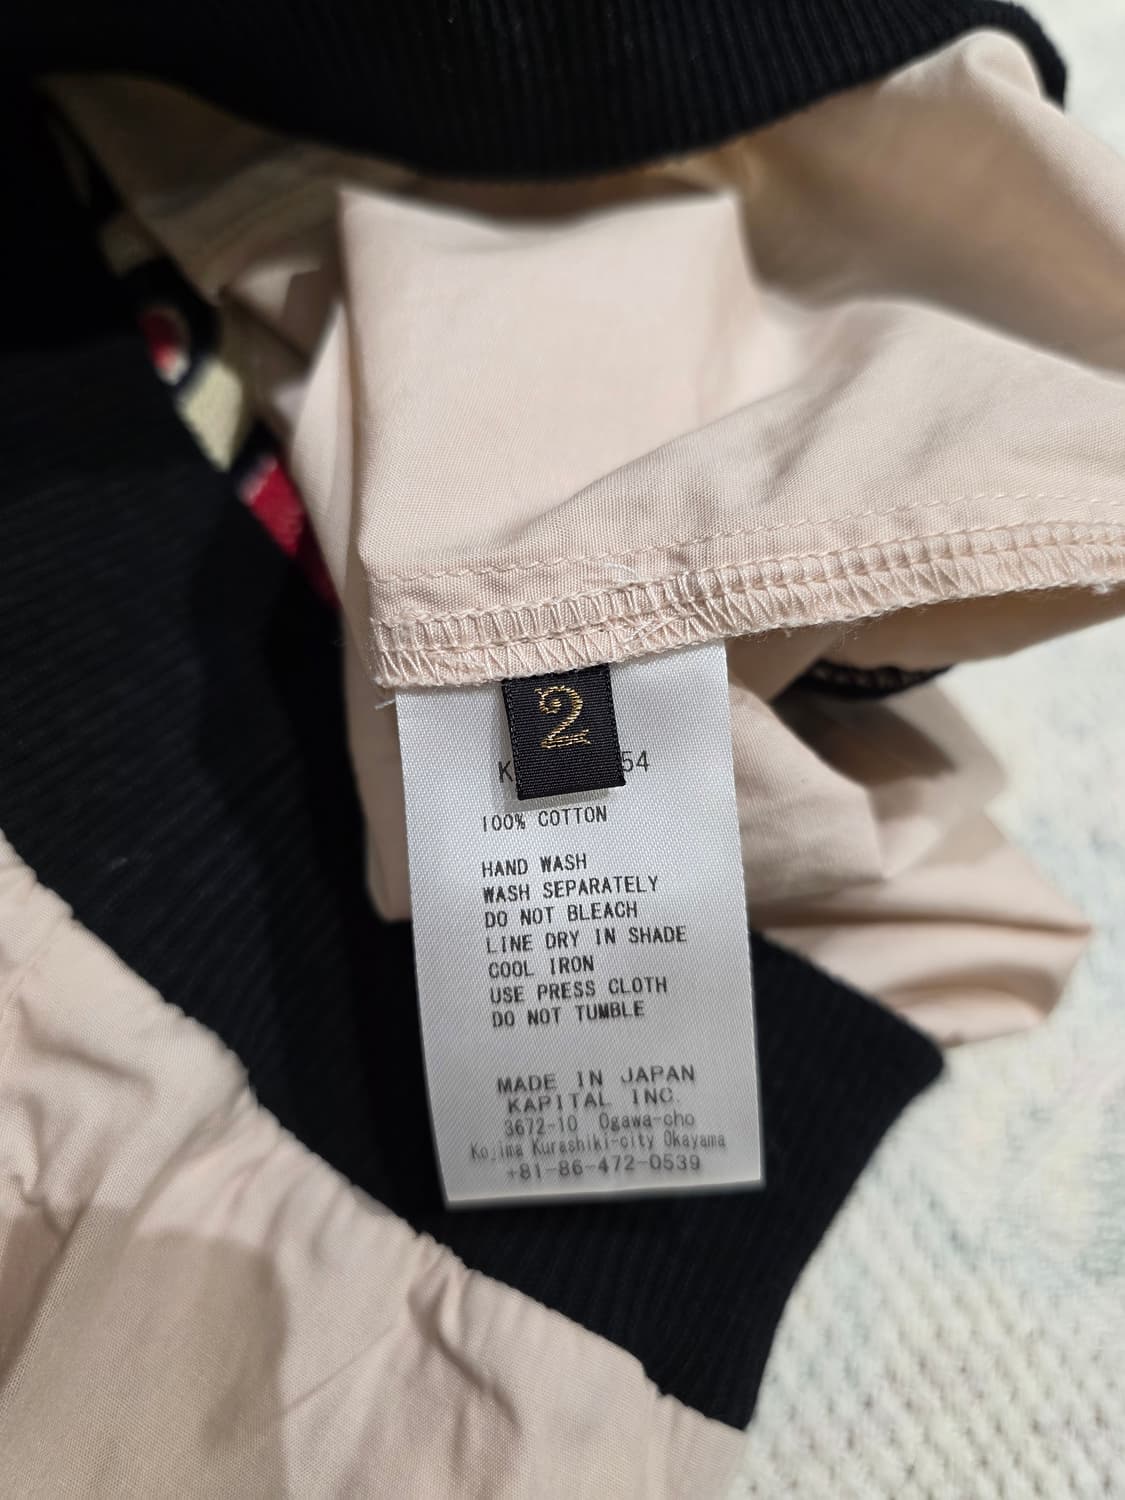 2
K 54
100% COTTON
HAND WASH
WASH SEPARATELY
DO NOT BLEACH
LINE DRY IN SHADE
COOL IRON
USE PRESS CLOTH
DO NOT TUMBLE
MADE IN JAPAN
KAPITAL INC.
3672-10 Ogawa-cho
Kojima Kurashiki-city Okayama
+81-86-472-0539